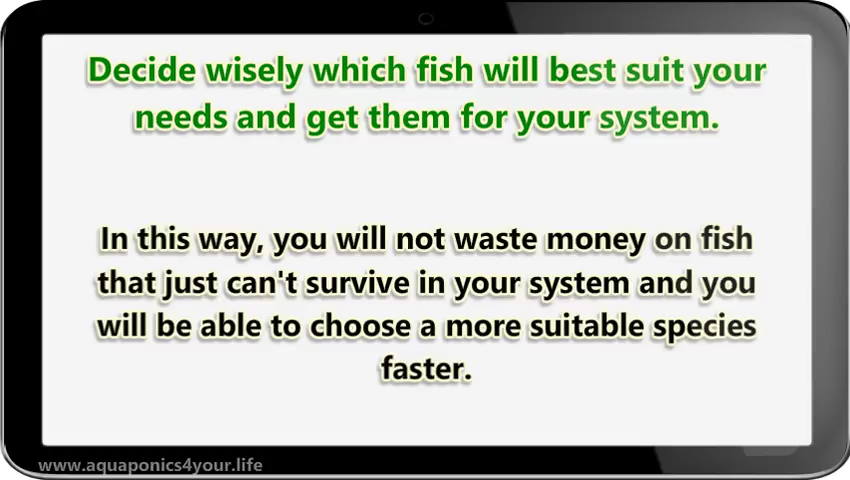 Decide wisely which fish will best suit your
needs and get them for your system.
In this way, you will not waste money on fish
that just can't survive in your system and you
will be able to choose a more suitable species
faster.
www.aquaponics4your.life